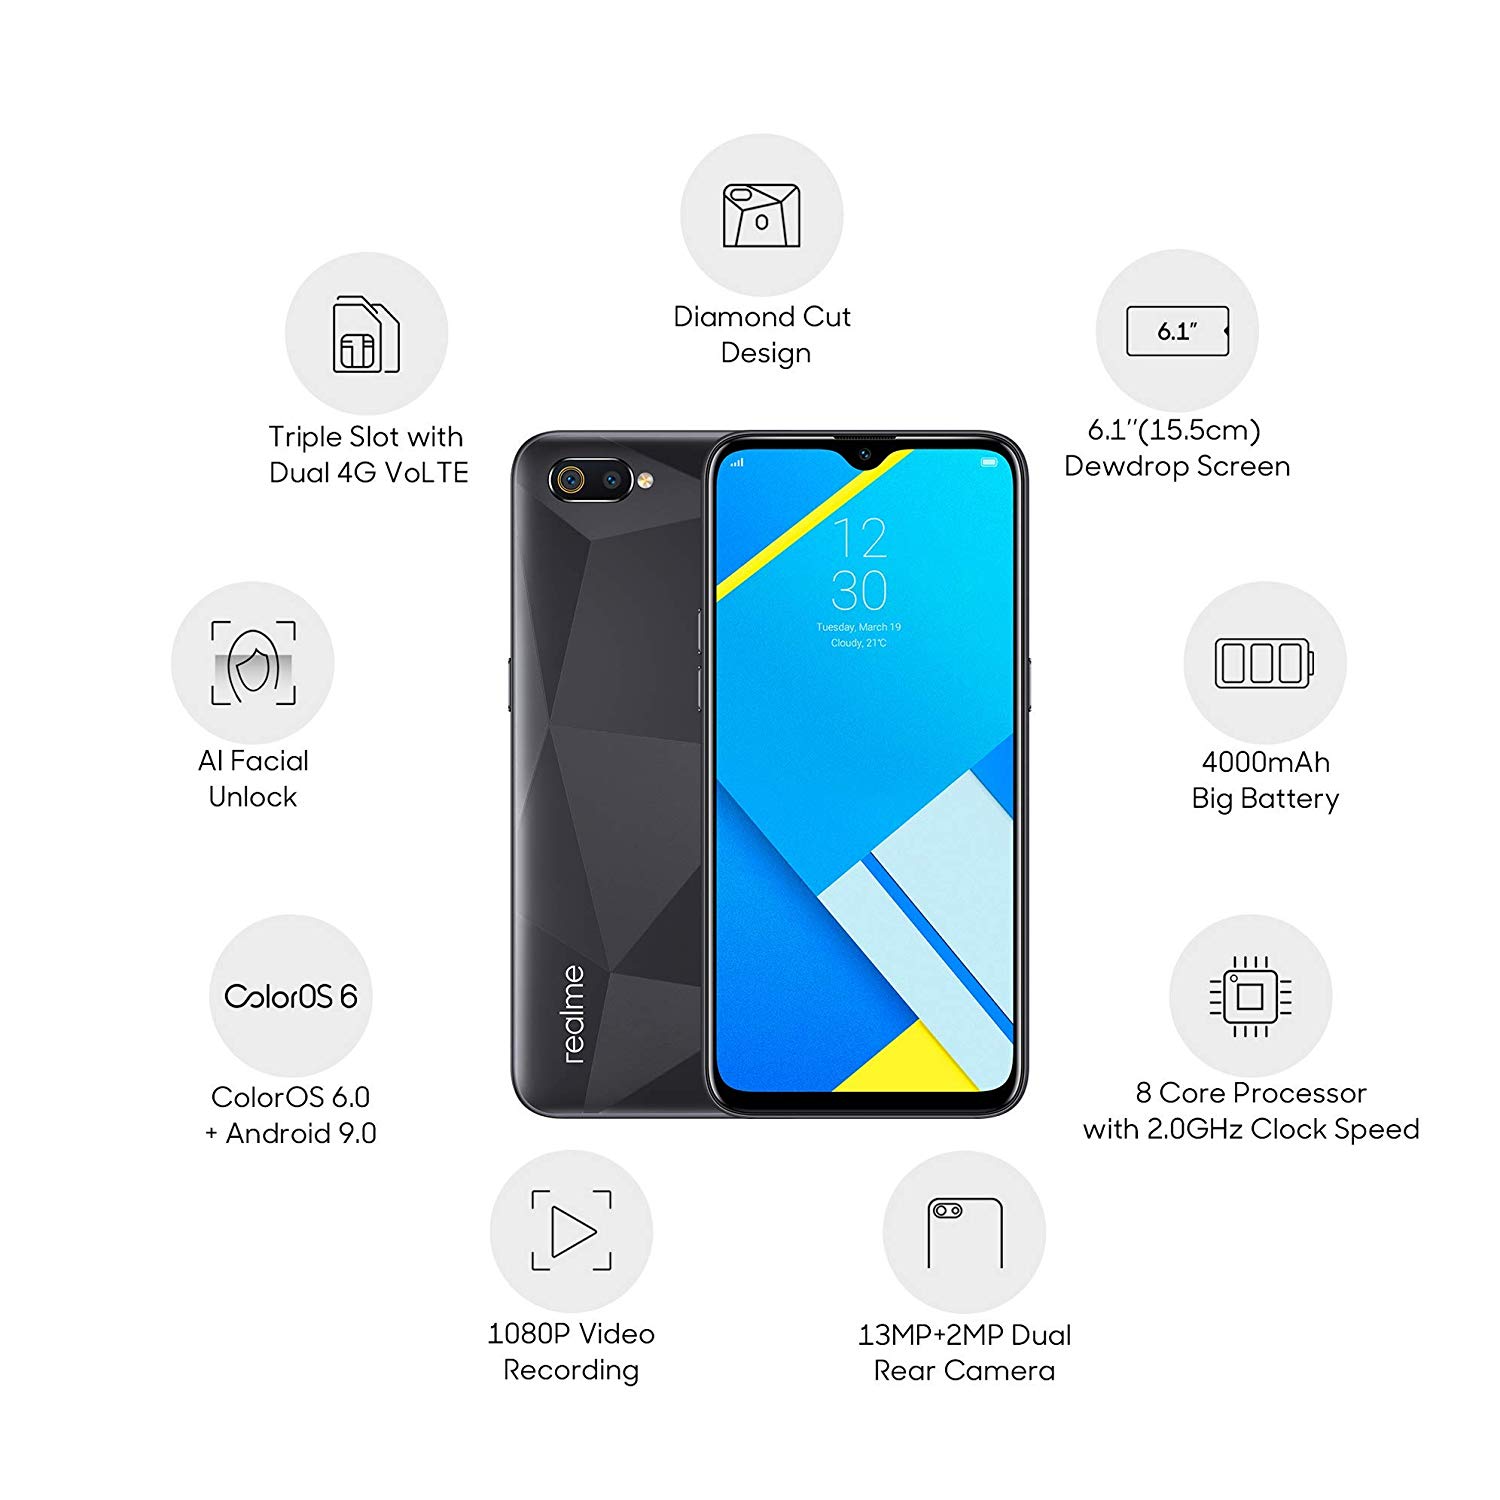 Diamond Cut
Design
Triple Slot with
Dual 4G VoLTE
6.1"
6.1''(15.5cm)
Dewdrop Screen
12
30
Tuesday, March 19
Cloudy, 21℃
AI Facial
Unlock
4000mAh
Big Battery
realme
ColorOS 6
ColorOS 6.0
+ Android 9.0
8 Core Processor
with 2.0GHz Clock Speed
1080P Video
Recording
13MP+2MP Dual
Rear Camera